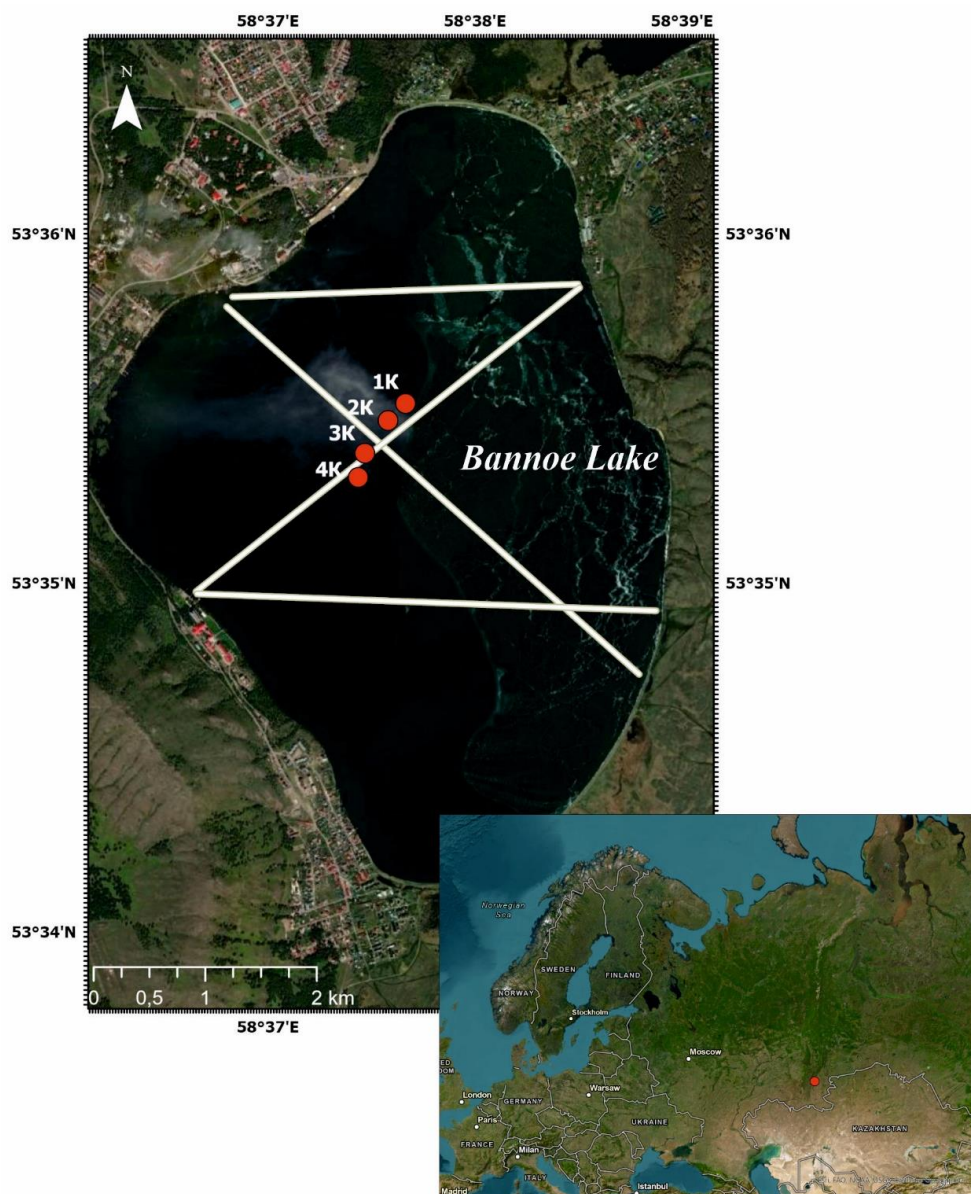 58°37'E 58°38'E 58°39'E
N
53°36'N 53°36'N
1K
2K
3K
Bannoe Lake
4K
53°35'N 53°35'N
53°34'N
0 0,5 1 2 km
58°37'E
Norwegian
Sea
SWEDEN
FINLAND
NORWAY
Stockholm
Moscow
ED
DOM
London
GERMANY
Warsaw
Paris
UKRAINE
KAZAKHSTAN
FRANCE
Milan
ITALY
Madrid
Istanbul